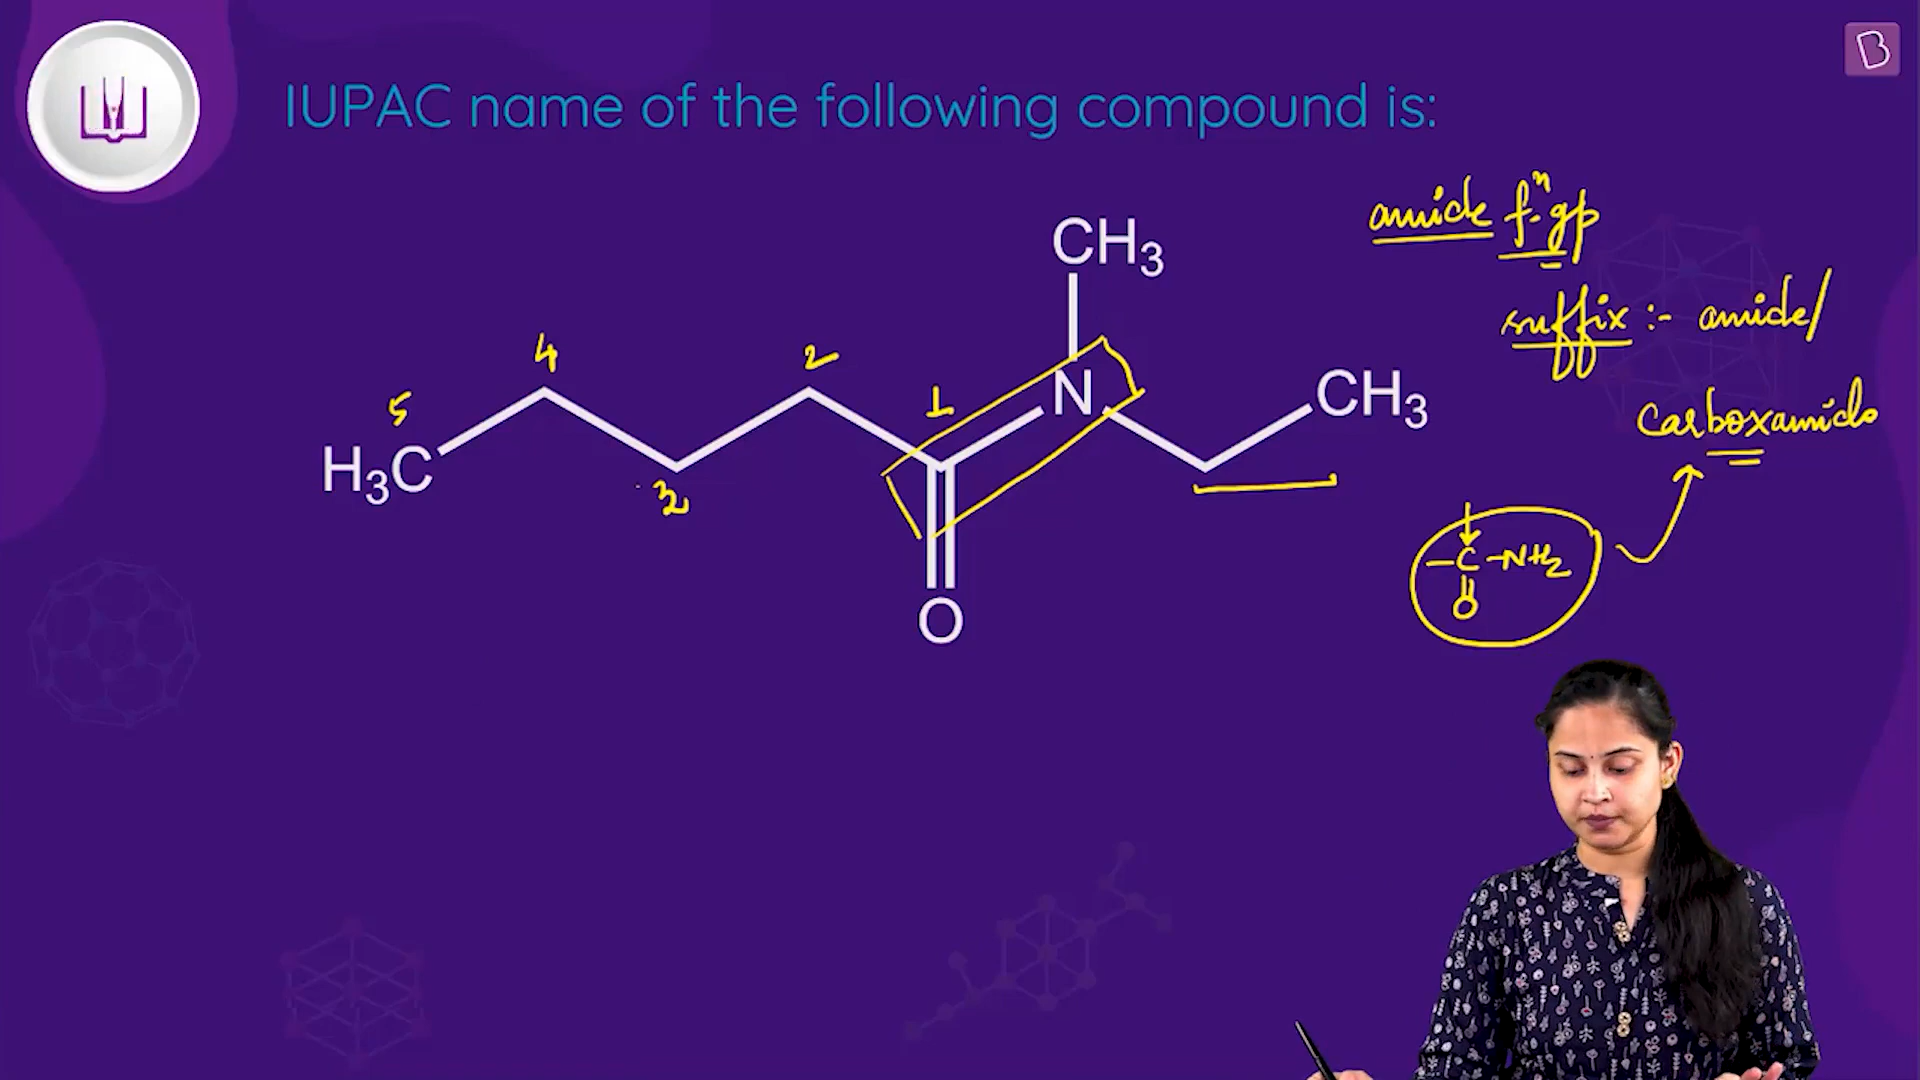 IUPAC name of the following compound is:
amide fⁿ. gp
suffix :- amide/
carboxamide
CH₃
N
CH₃
H₃C
O
5
4
3
2
1
-C-NH₂
O
B